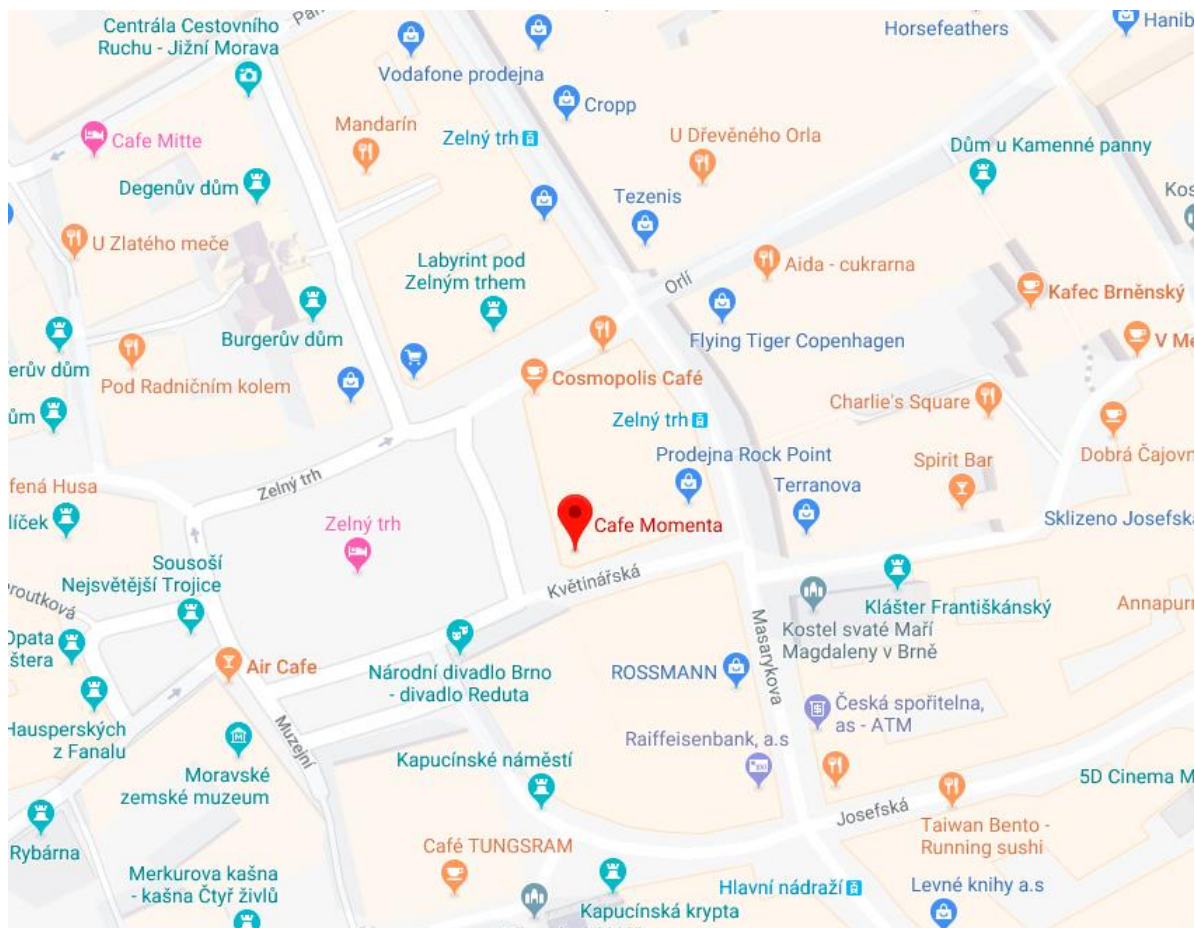 Centrála Cestovního
Ruchu - Jižní Morava
Vodafone prodejna
Horsefeathers
Cropp
Cafe Mitte
Mandarín
Zelný trh
U Dřevěného Orla
Dům u Kamenné panny
Degenův dům
Tezenis
U Zlatého meče
Labyrint pod
Zelným trhem
Orlí
Aida - cukrarna
Kafec Brněnský
Burgerův dům
Flying Tiger Copenhagen
Pod Radničním kolem
Cosmopolis Café
Charlie's Square
Zelný trh
Prodejna Rock Point
Spirit Bar
Zelný trh
Terranova
Zelný trh
Cafe Momenta
Sousoší
Nejsvětější Trojice
Květinářská
Klášter Františkánský
Masarykova
Kostel svaté Maří
Magdaleny v Brně
Air Cafe
Národní divadlo Brno
- divadlo Reduta
ROSSMANN
Česká spořitelna,
as - ATM
Muzejní
Raiffeisenbank, a.s
Hausperských
z Fanalu
Moravské
zemské muzeum
Kapucínské náměstí
5D Cinema M
Josefská
Taiwan Bento -
Running sushi
Café TUNGSRAM
Rybárna
Merkurova kašna
- kašna Čtyř živlů
Hlavní nádraží
Levné knihy a.s
Kapucínská krypta